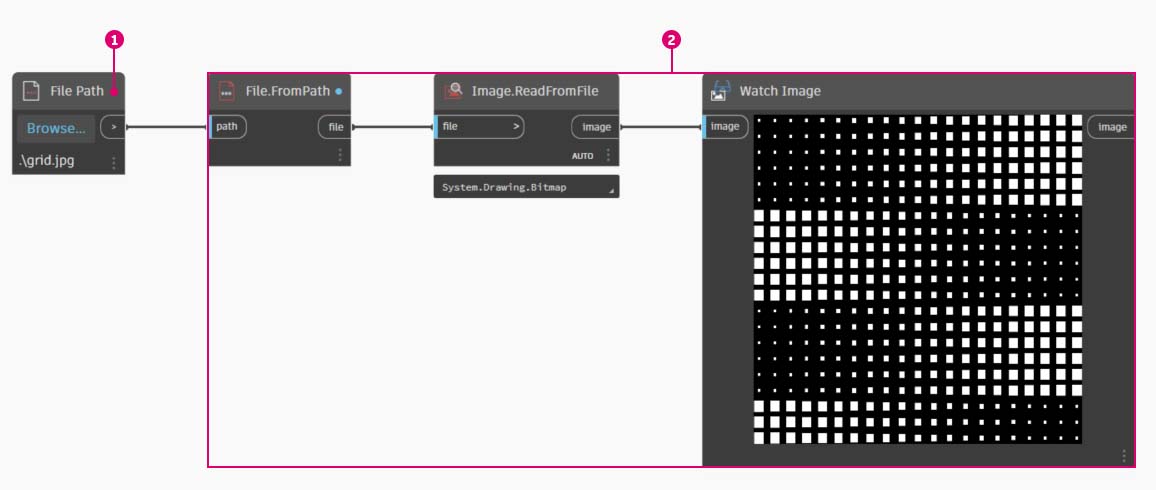 1
2
File Path
Browse...
>
.\grid.jpg
File.FromPath
path
file
Image.ReadFromFile
file
>
image
AUTO
System.Drawing.Bitmap
Watch Image
image
image